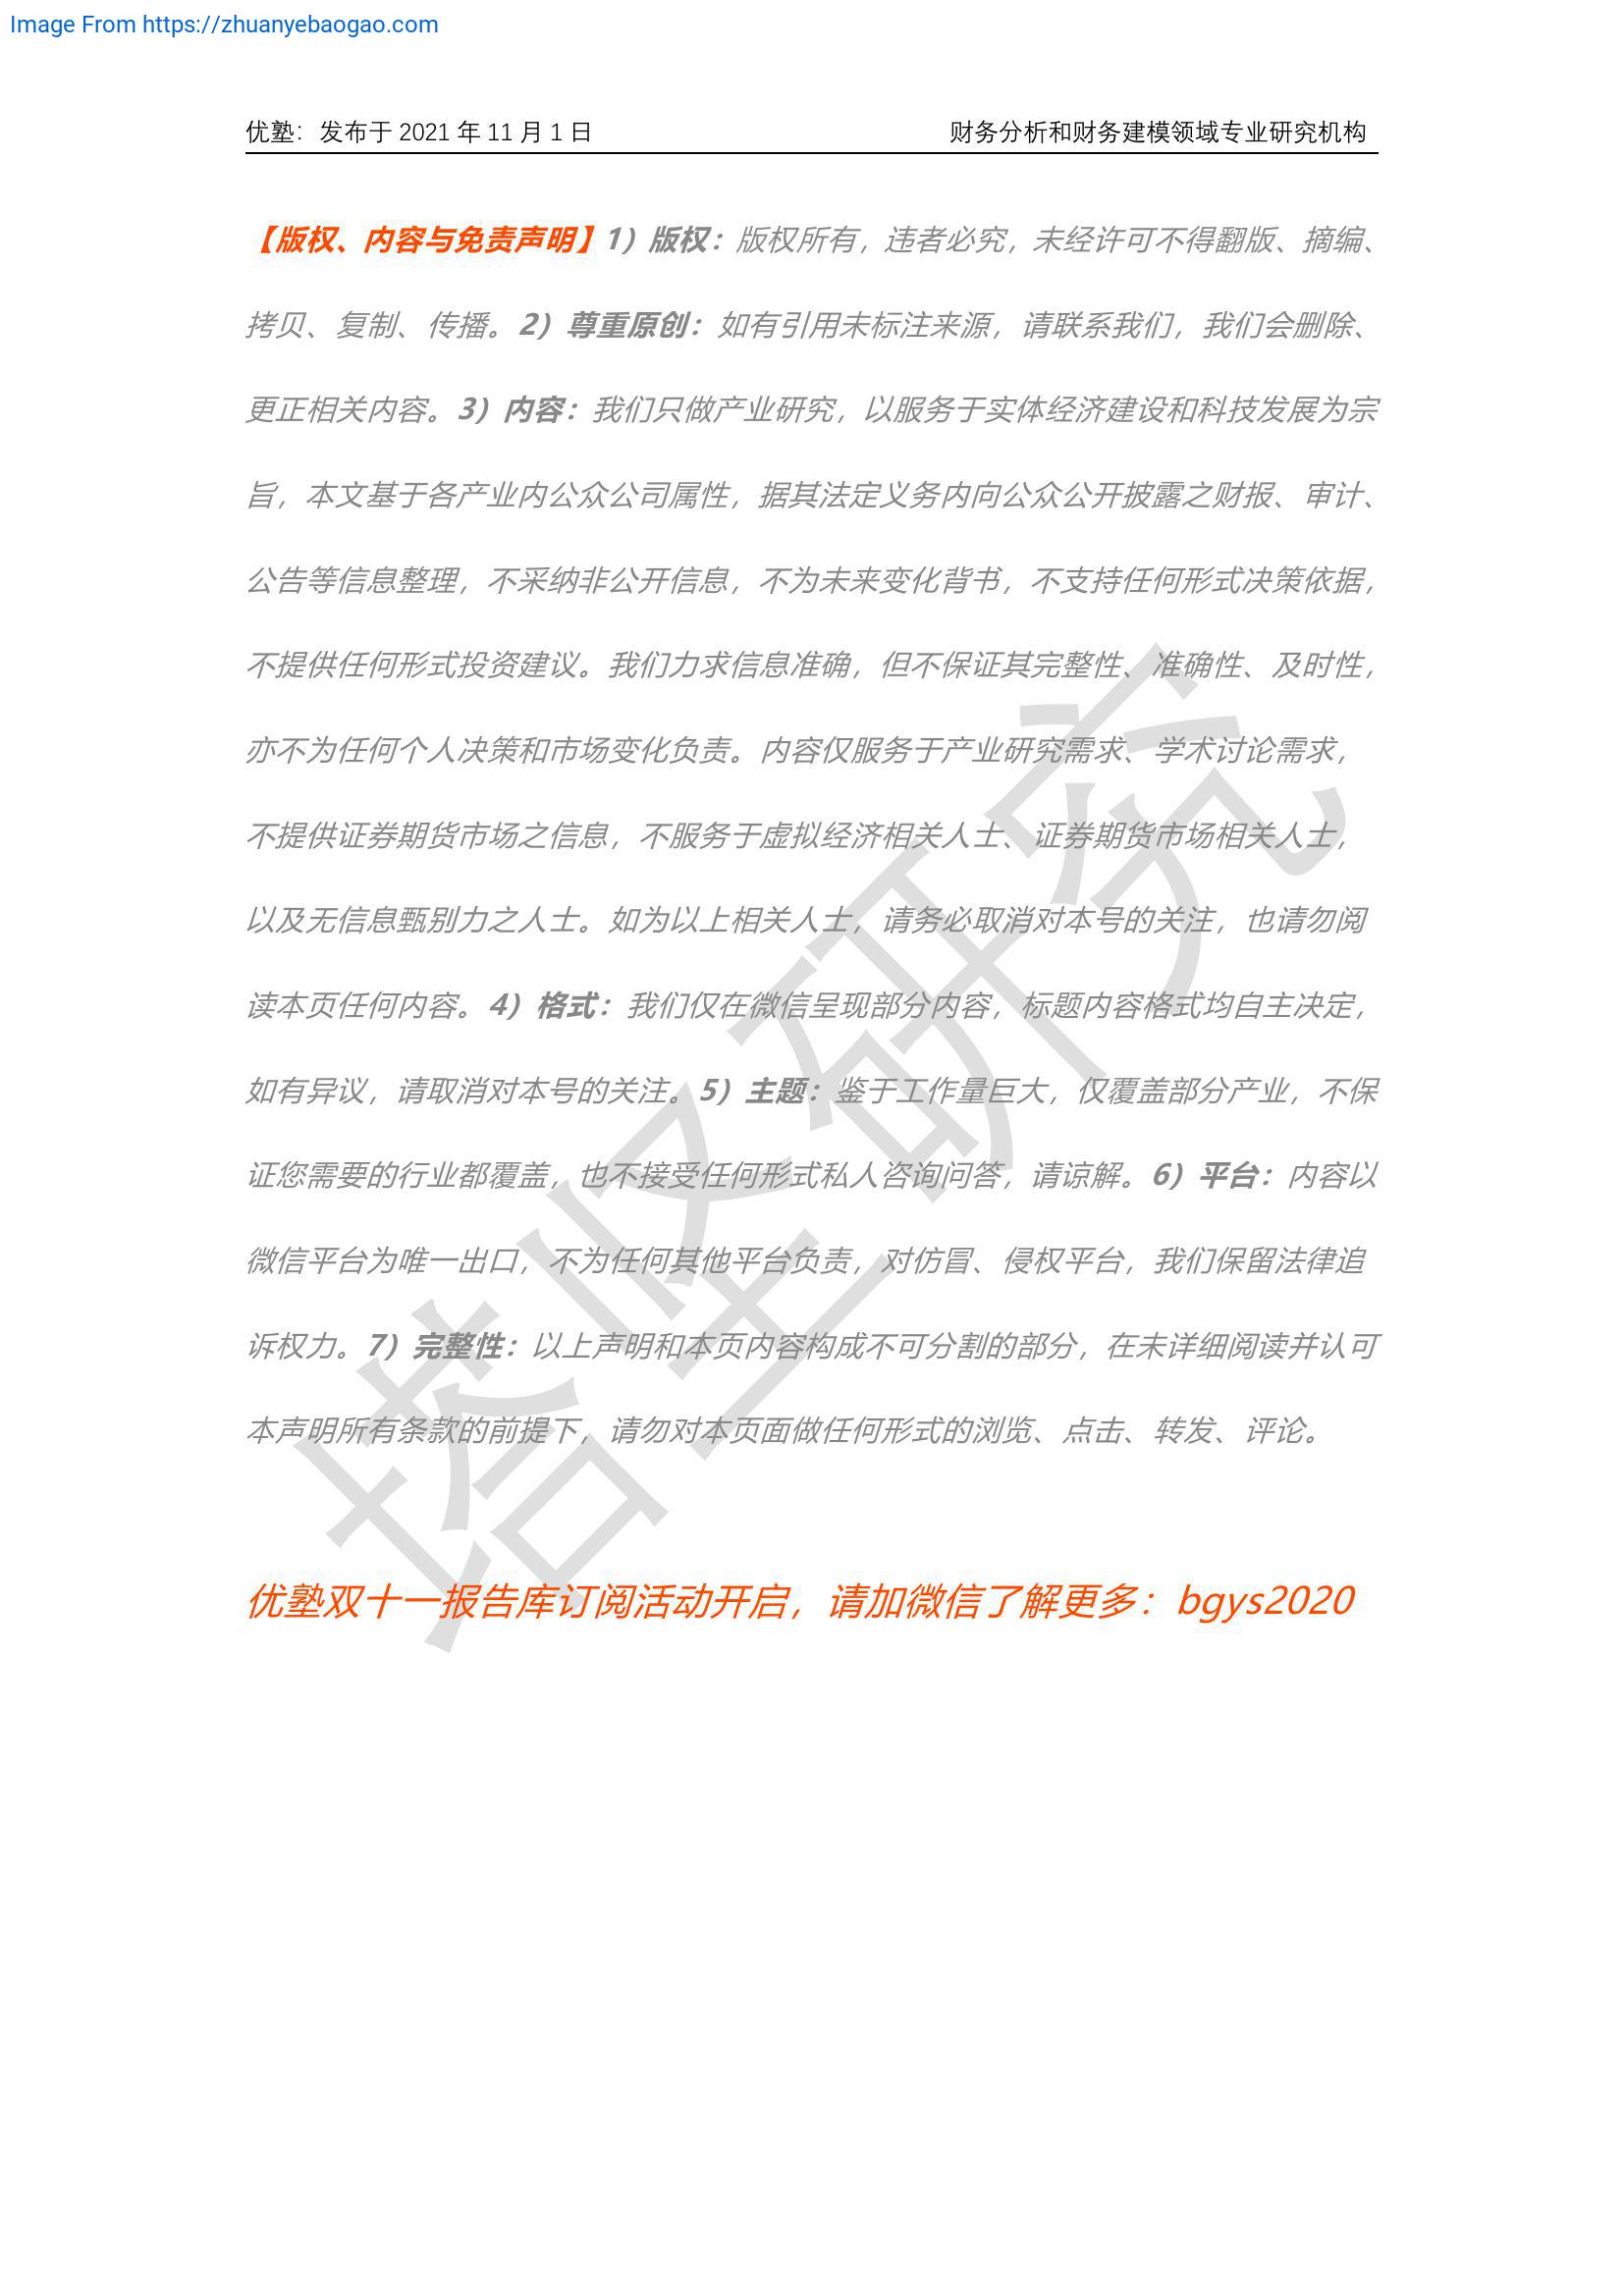 Image From https://zhuanyebaogao.com
优塾：发布于 2021 年 11 月 1 日 财务分析和财务建模领域专业研究机构
【版权、内容与免责声明】1）版权：版权所有，违者必究，未经许可不得翻版、摘编、
拷贝、复制、传播。2）尊重原创：如有引用未标注来源，请联系我们，我们会删除、
更正相关内容。3）内容：我们只做产业研究，以服务于实体经济建设和科技发展为宗
旨，本文基于各产业内公众公司属性，据其法定义务内向公众公开披露之财报、审计、
公告等信息整理，不采纳非公开信息，不为未来变化背书，不支持任何形式决策依据，
不提供任何形式投资建议。我们力求信息准确，但不保证其完整性、准确性、及时性，
亦不为任何个人决策和市场变化负责。内容仅服务于产业研究需求、学术讨论需求，
不提供证券期货市场之信息，不服务于虚拟经济相关人士、证券期货市场相关人士，
以及无信息甄别力之人士。如为以上相关人士，请务必取消对本号的关注，也请勿阅
读本页任何内容。4）格式：我们仅在微信呈现部分内容，标题内容格式均自主决定，
如有异议，请取消对本号的关注。5）主题：鉴于工作量巨大，仅覆盖部分产业，不保
证您需要的行业都覆盖，也不接受任何形式私人咨询问答，请谅解。6）平台：内容以
微信平台为唯一出口，不为任何其他平台负责，对仿冒、侵权平台，我们保留法律追
诉权力。7）完整性：以上声明和本页内容构成不可分割的部分，在未详细阅读并认可
本声明所有条款的前提下，请勿对本页面做任何形式的浏览、点击、转发、评论。
优塾双十一报告库订阅活动开启，请加微信了解更多：bgys2020
塔坚研究